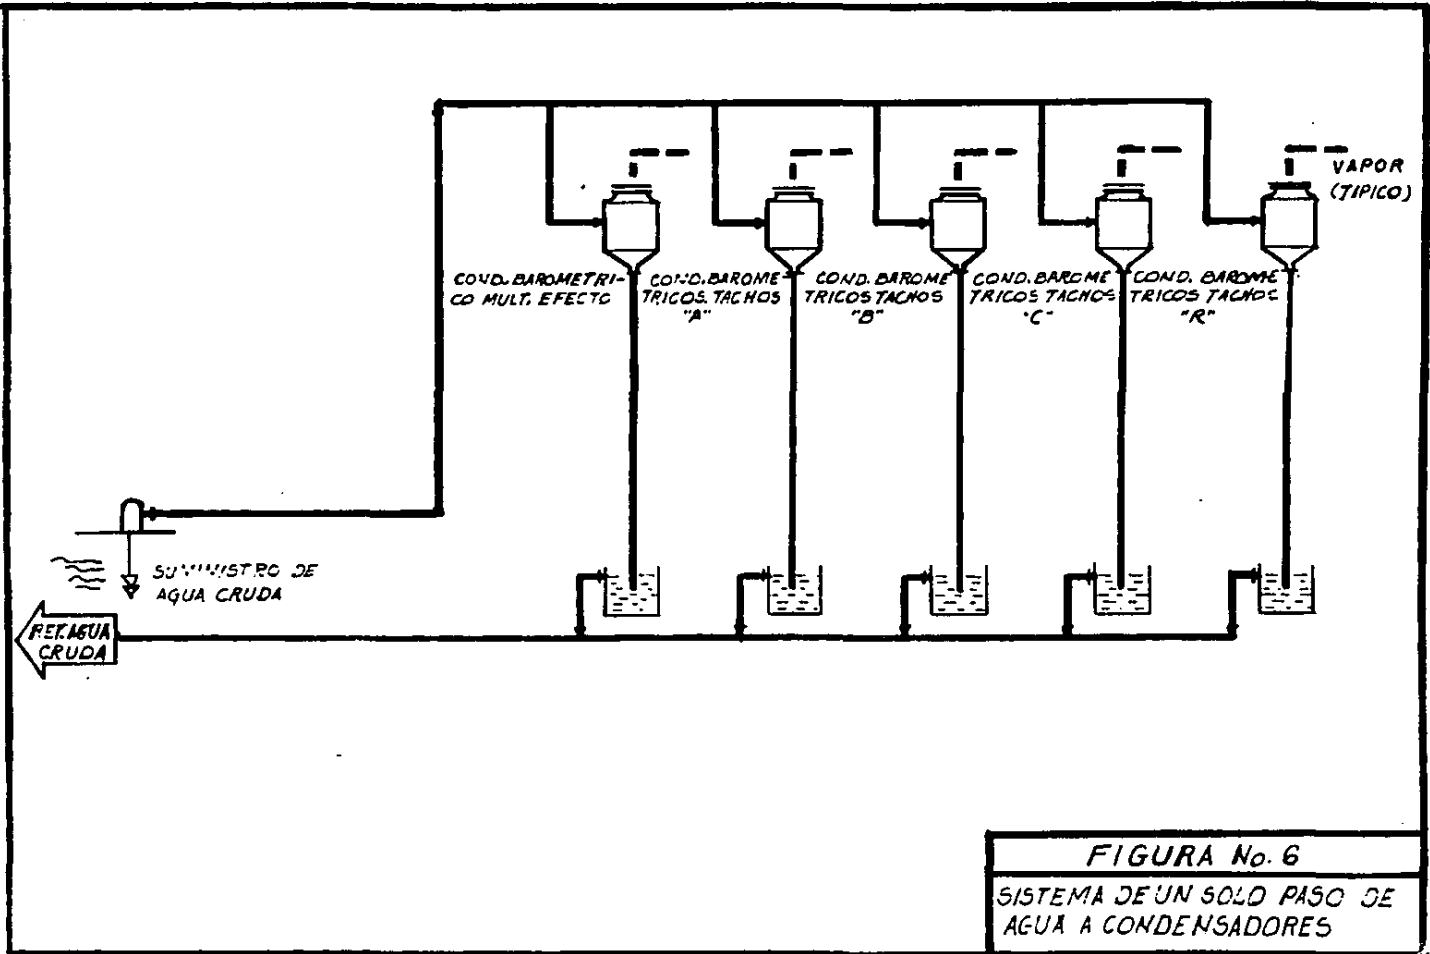 VAPOR
(TIPICO)
COND. BAROMETRI-
CO MULT. EFECTO
COND. BAROME-
TRICOS. TACHOS
"A"
COND. BAROME
TRICOS TACHOS
"B"
COND. BAROME
TRICOS TACHOS
"C"
COND. BAROME
TRICOS TACHOS
"R"
SUMINISTRO DE
AGUA CRUDA
RET. AGUA
CRUDA
FIGURA No. 6
SISTEMA DE UN SOLO PASO DE
AGUA A CONDENSADORES